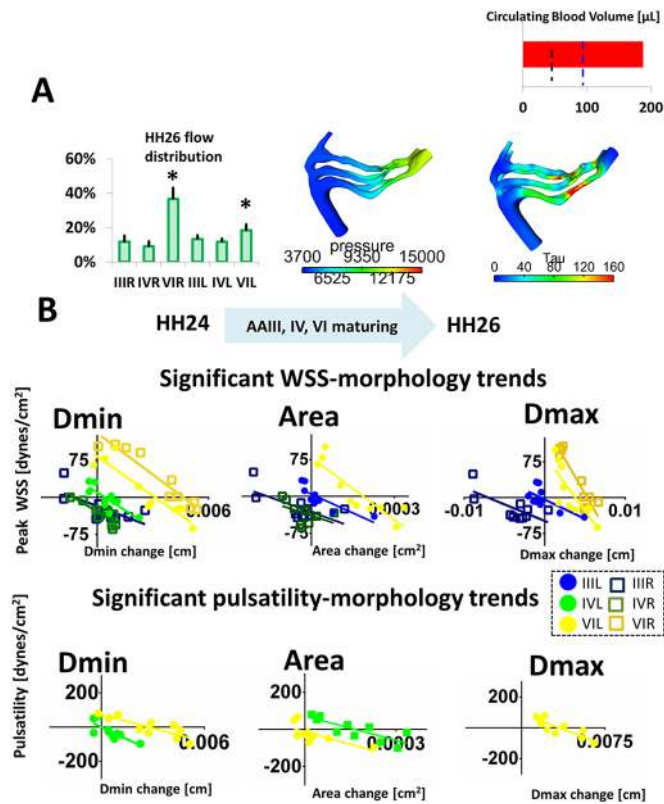 Circulating Blood Volume [µL]
0 100 200
A
HH26 flow
distribution
60%
40%
20%
0%
* *
IIIR IVR VIR IIIL IVL VIL
pressure
3700 9350 15000
6525 12175
Tau
0 40 80 120 160
B
HH24 AAIII, IV, VI maturing HH26
Significant WSS-morphology trends
Dmin Area Dmax
Peak WSS [dynes/cm²]
75 75 75
0.006 0.0003 -0.01 0.01
-75 -75 -75
Dmin change [cm] Area change [cm²] Dmax change [cm]
IIIL IIIR
IVL IVR
VIL VIR
Significant pulsatility-morphology trends
Dmin Area Dmax
Pulsatility [dynes/cm²]
200 200 200
0.006 0.0003 0.0075
-200 -200 -200
Dmin change [cm] Area change [cm²] Dmax change [cm]